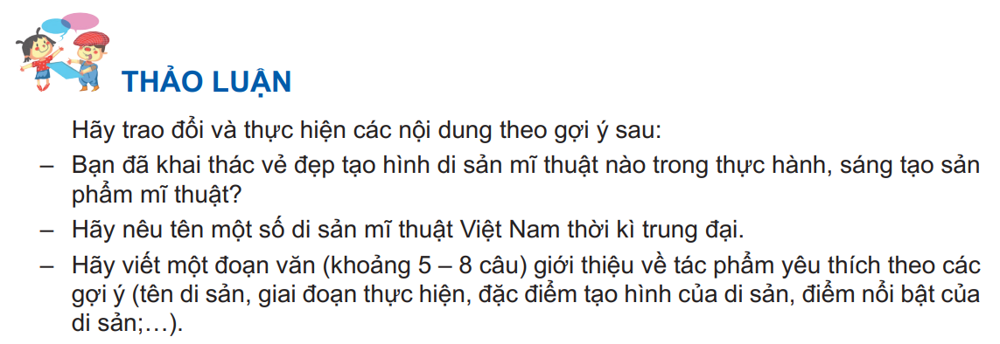 THẢO LUẬN
Hãy trao đổi và thực hiện các nội dung theo gợi ý sau:
– Bạn đã khai thác vẻ đẹp tạo hình di sản mĩ thuật nào trong thực hành, sáng tạo sản
phẩm mĩ thuật?
– Hãy nêu tên một số di sản mĩ thuật Việt Nam thời kì trung đại.
– Hãy viết một đoạn văn (khoảng 5 – 8 câu) giới thiệu về tác phẩm yêu thích theo các
gợi ý (tên di sản, giai đoạn thực hiện, đặc điểm tạo hình của di sản, điểm nổi bật của
di sản;…).